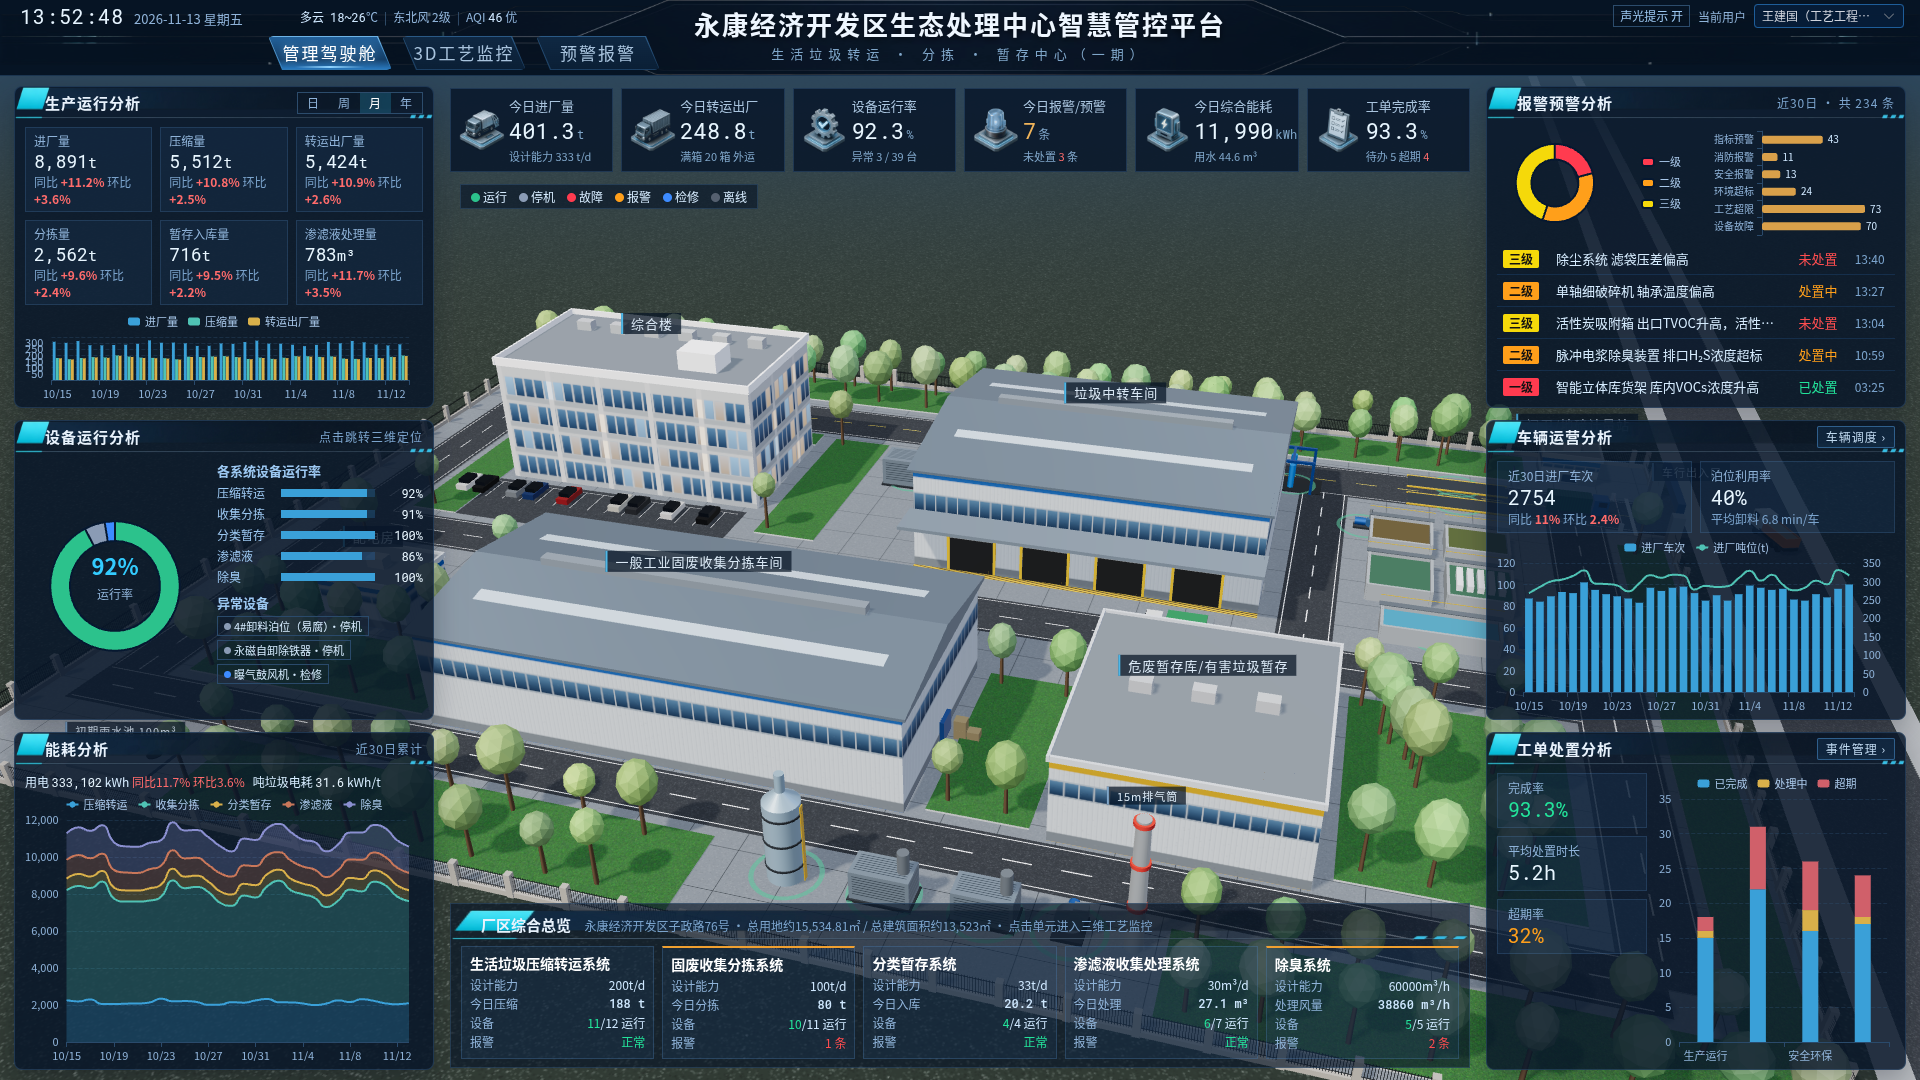 13:52:48 2026-11-13 星期五
多云 18~26℃ 东北风2级 AQI 46 优
永康经济开发区生态处理中心智慧管控平台
生活垃圾转运 · 分拣 · 暂存中心（一期）
声光提示 开 当前用户 王建国（工艺工程…
管理驾驶舱 3D工艺监控 预警报警
生产运行分析
日 周 月 年
进厂量
8,891t
同比 +11.2% 环比
+3.6%
压缩量
5,512t
同比 +10.8% 环比
+2.5%
转运出厂量
5,424t
同比 +10.9% 环比
+2.6%
分拣量
2,562t
同比 +9.6% 环比
+2.4%
暂存入库量
716t
同比 +9.5% 环比
+2.2%
渗滤液处理量
783m³
同比 +11.7% 环比
+3.5%
进厂量 压缩量 转运出厂量
300
250
200
150
100
50
10/15 10/19 10/23 10/27 10/31 11/4 11/8 11/12
设备运行分析
点击跳转三维定位
92%
运行率
各系统设备运行率
压缩转运 92%
收集分拣 91%
分类暂存 100%
渗滤液 86%
除臭 100%
异常设备
4#卸料泊位（易腐）· 停机
永磁自卸除铁器 · 停机
曝气鼓风机 · 检修
初期雨水池 100m³
能耗分析
近30日累计
用电 333,102 kWh 同比11.7% 环比3.6% 吨垃圾电耗 31.6 kWh/t
压缩转运 收集分拣 分类暂存 渗滤液 除臭
12,000
10,000
8,000
6,000
4,000
2,000
0
10/15 10/19 10/23 10/27 10/31 11/4 11/8 11/12
今日进厂量
401.3t
设计能力 333 t/d
今日转运出厂
248.8t
满箱 20 箱 外运
设备运行率
92.3%
异常 3 / 39 台
今日报警/预警
7条
未处置 3 条
今日综合能耗
11,990kWh
用水 44.6 m³
工单完成率
93.3%
待办 5 超期 4
运行 停机 故障 报警 检修 离线
综合楼
垃圾中转车间
一般工业固废收集分拣车间
危废暂存库/有害垃圾暂存
15m排气筒
厂区综合总览
永康经济开发区子政路76号 · 总用地约15,534.81㎡ / 总建筑面积约13,523㎡ · 点击单元进入三维工艺监控
生活垃圾压缩转运系统
设计能力 200t/d
今日压缩 188 t
设备 11/12 运行
报警 正常
固废收集分拣系统
设计能力 100t/d
今日分拣 80 t
设备 10/11 运行
报警 1 条
分类暂存系统
设计能力 33t/d
今日入库 20.2 t
设备 4/4 运行
报警 正常
渗滤液收集处理系统
设计能力 30m³/d
今日处理 27.1 m³
设备 6/7 运行
报警 正常
除臭系统
设计能力 60000m³/h
处理风量 38860 m³/h
设备 5/5 运行
报警 2 条
报警预警分析
近30日 · 共 234 条
一级
二级
三级
指标预警 43
消防报警 11
安全报警 13
环境超标 24
工艺超限 73
设备故障 70
三级 除尘系统 滤袋压差偏高 未处置 13:40
二级 单轴细破碎机 轴承温度偏高 处置中 13:27
三级 活性炭吸附箱 出口TVOC升高，活性… 未处置 13:04
二级 脉冲电浆除臭装置 排口H₂S浓度超标 处置中 10:59
一级 智能立体库货架 库内VOCs浓度升高 已处置 03:25
车辆运营分析
车辆调度 ›
近30日进厂车次
2754
同比 11% 环比 2.4%
泊位利用率
40%
平均卸料 6.8 min/车
进厂车次 进厂吨位(t)
120
100
80
60
40
20
0
350
300
250
200
150
100
50
0
10/15 10/19 10/23 10/27 10/31 11/4 11/8 11/12
工单处置分析
事件管理 ›
完成率
93.3%
平均处置时长
5.2h
超期率
32%
已完成 处理中 超期
35
30
25
20
15
10
5
0
生产运行 安全环保